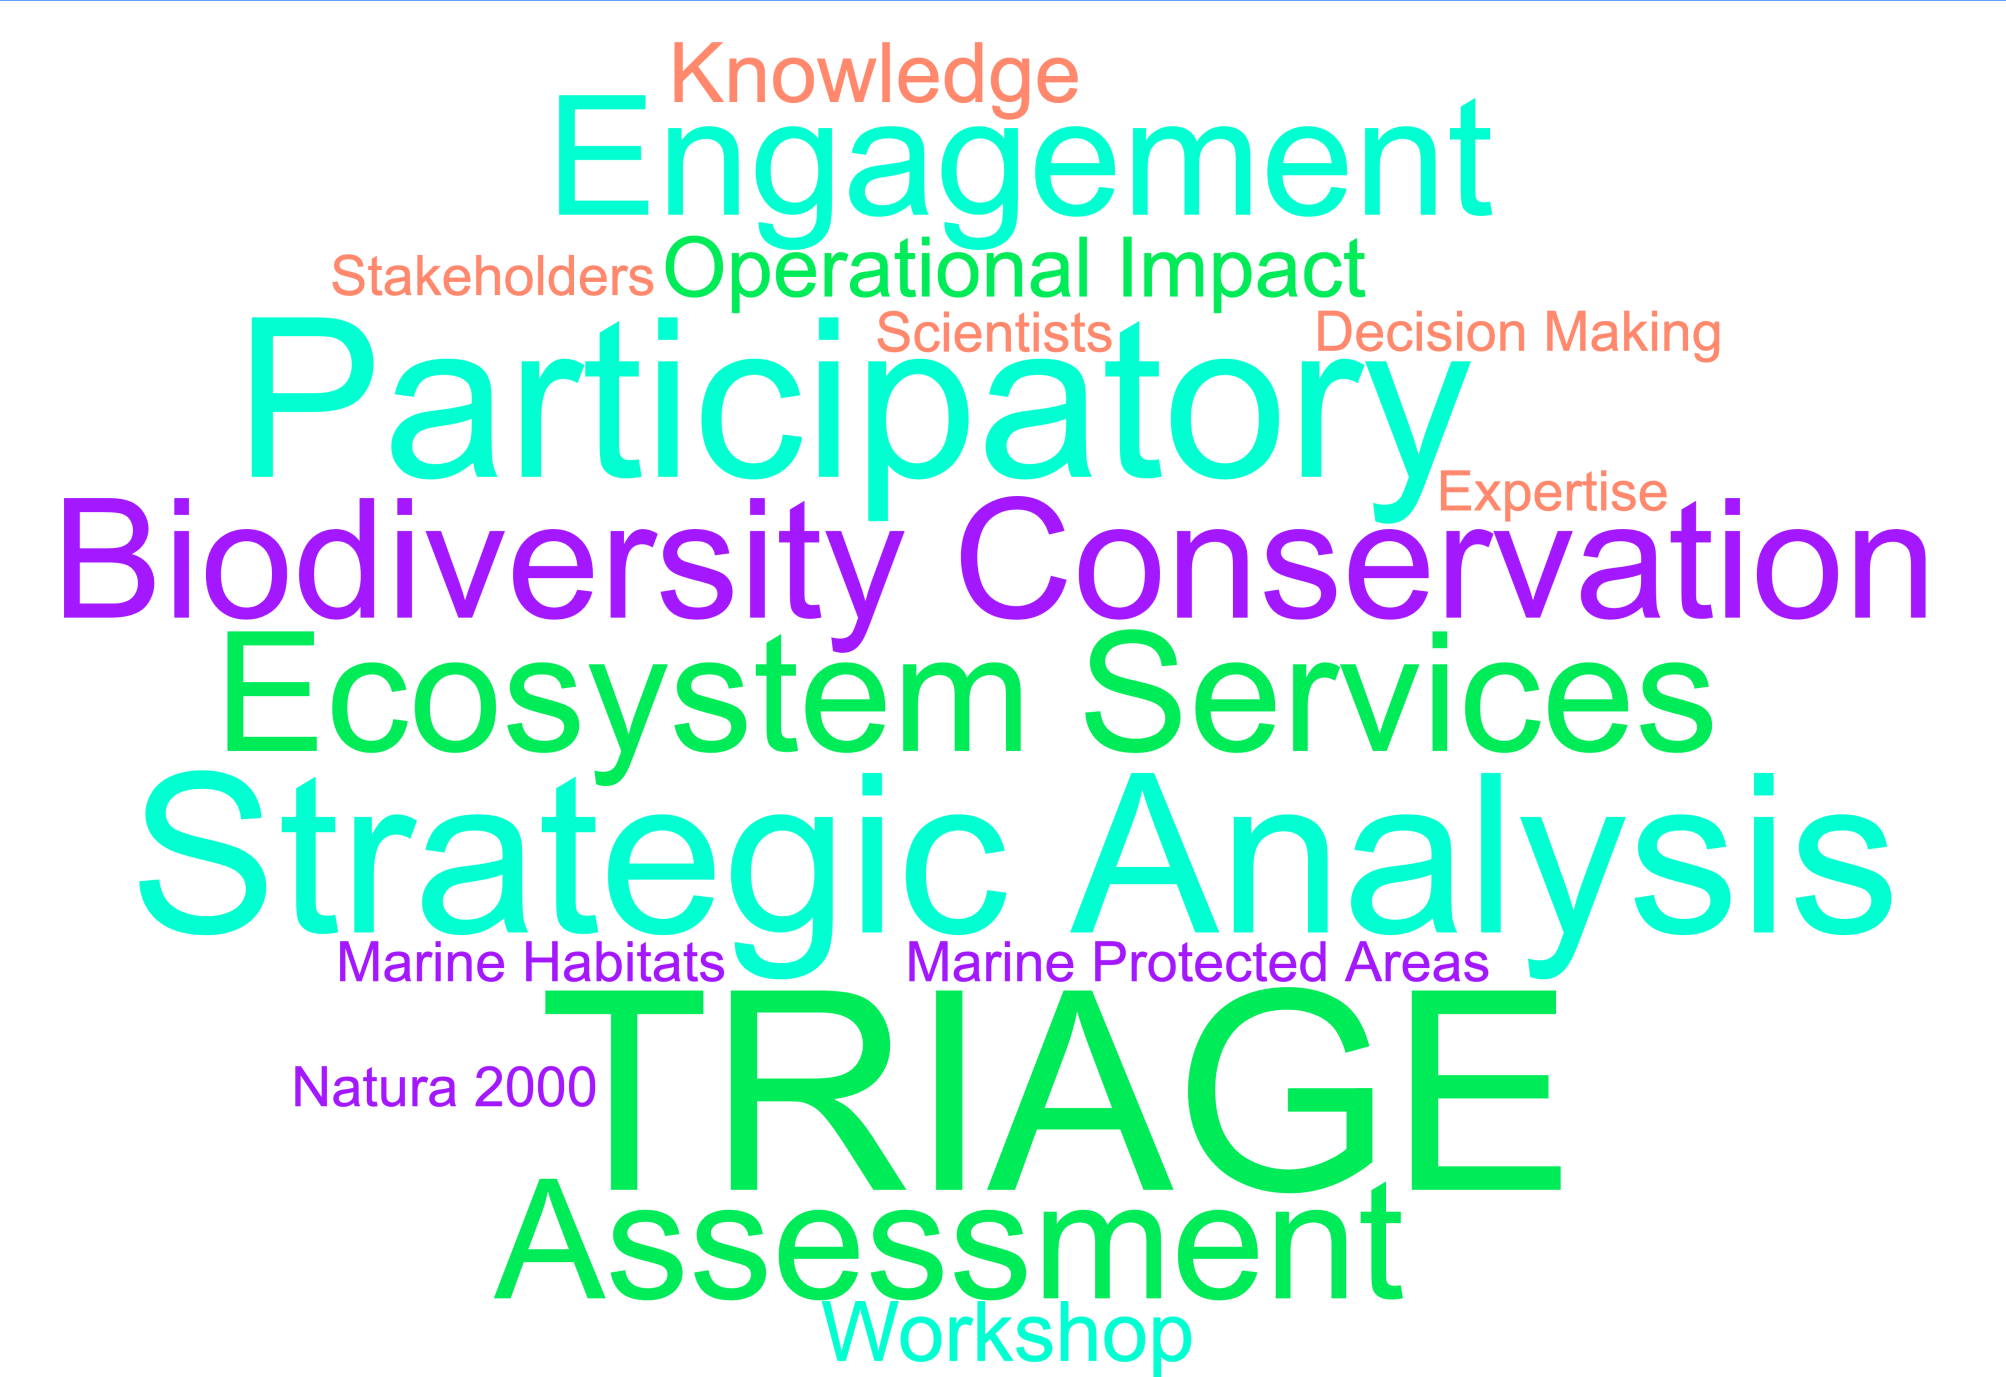 Knowledge
Engagement
Stakeholders Operational Impact
Scientists Decision Making
Participatory
Expertise
Biodiversity Conservation
Ecosystem Services
Strategic Analysis
Marine Habitats Marine Protected Areas
TRIAGE
Natura 2000
Assessment
Workshop